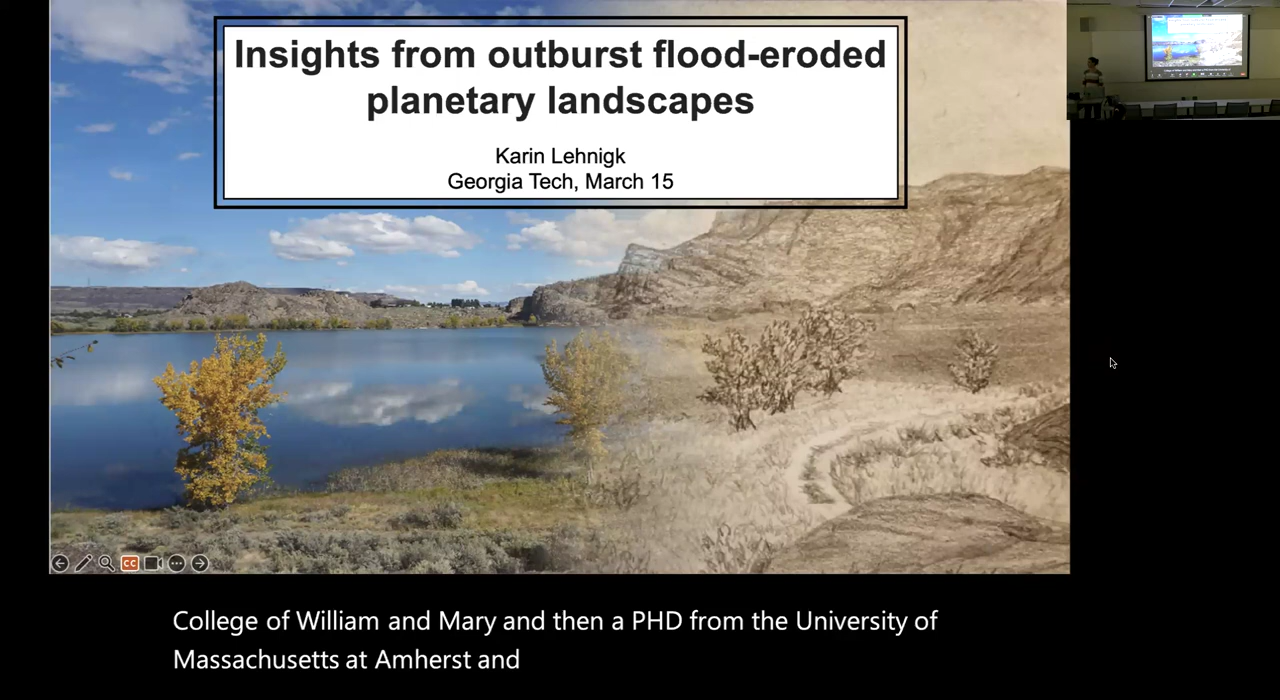 Insights from outburst flood-eroded
planetary landscapes
Karin Lehnigk
Georgia Tech, March 15
CC
College of William and Mary and then a PHD from the University of
Massachusetts at Amherst and